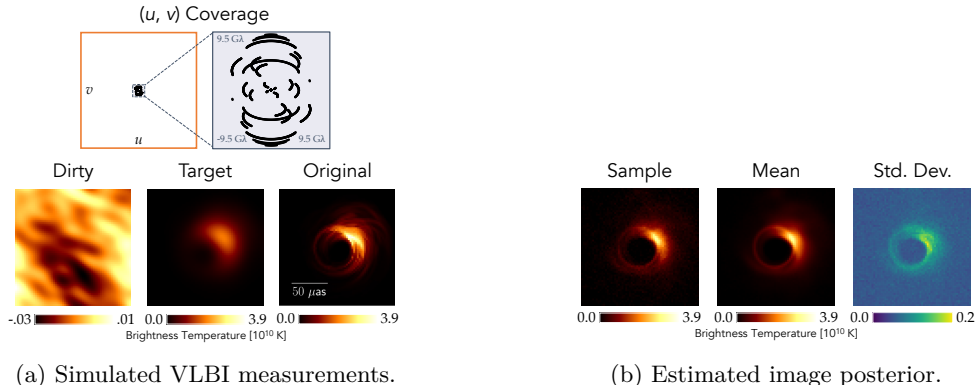 (u, v) Coverage
9.5 Gλ
v
-9.5 Gλ
9.5 Gλ
u
Dirty
Target
Original
50 μas
-.03
.01
0.0
3.9
0.0
3.9
Brightness Temperature [10¹⁰ K]
(a) Simulated VLBI measurements.
Sample
Mean
Std. Dev.
0.0
3.9
0.0
3.9
0.0
0.2
Brightness Temperature [10¹⁰ K]
(b) Estimated image posterior.